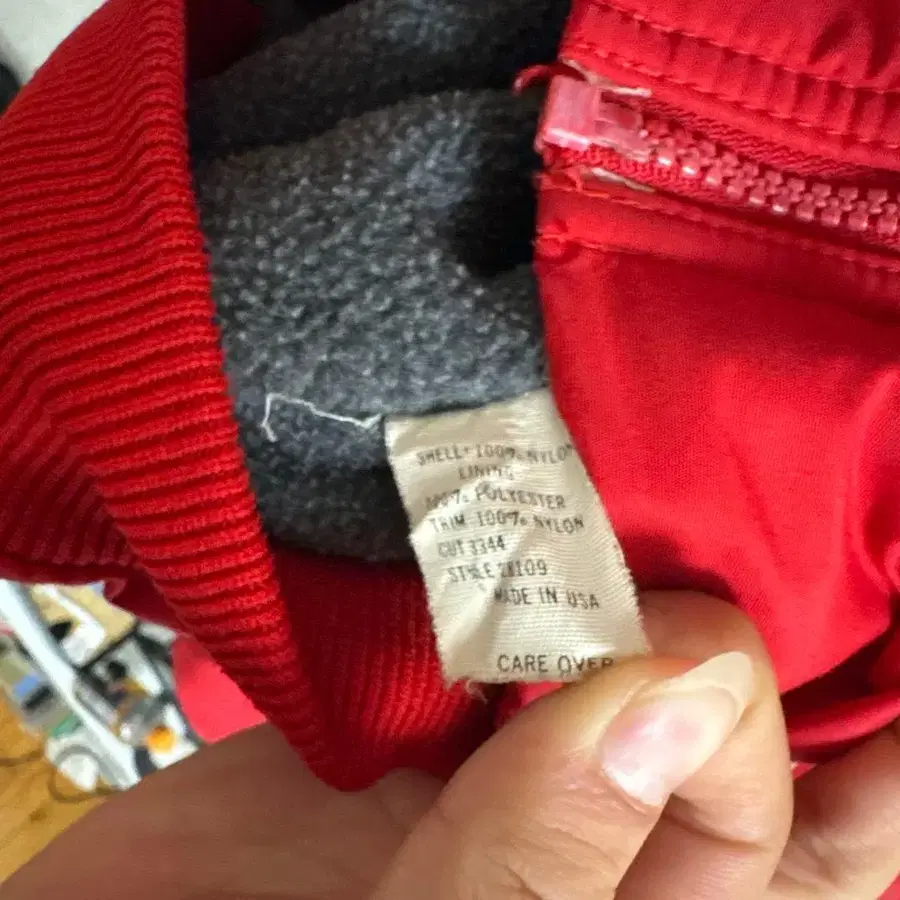 SHELL: 100% NYLON
LINING
100% POLYESTER
TRIM 100% NYLON
CUT 3344
STYLE
MADE IN USA
CARE OVER